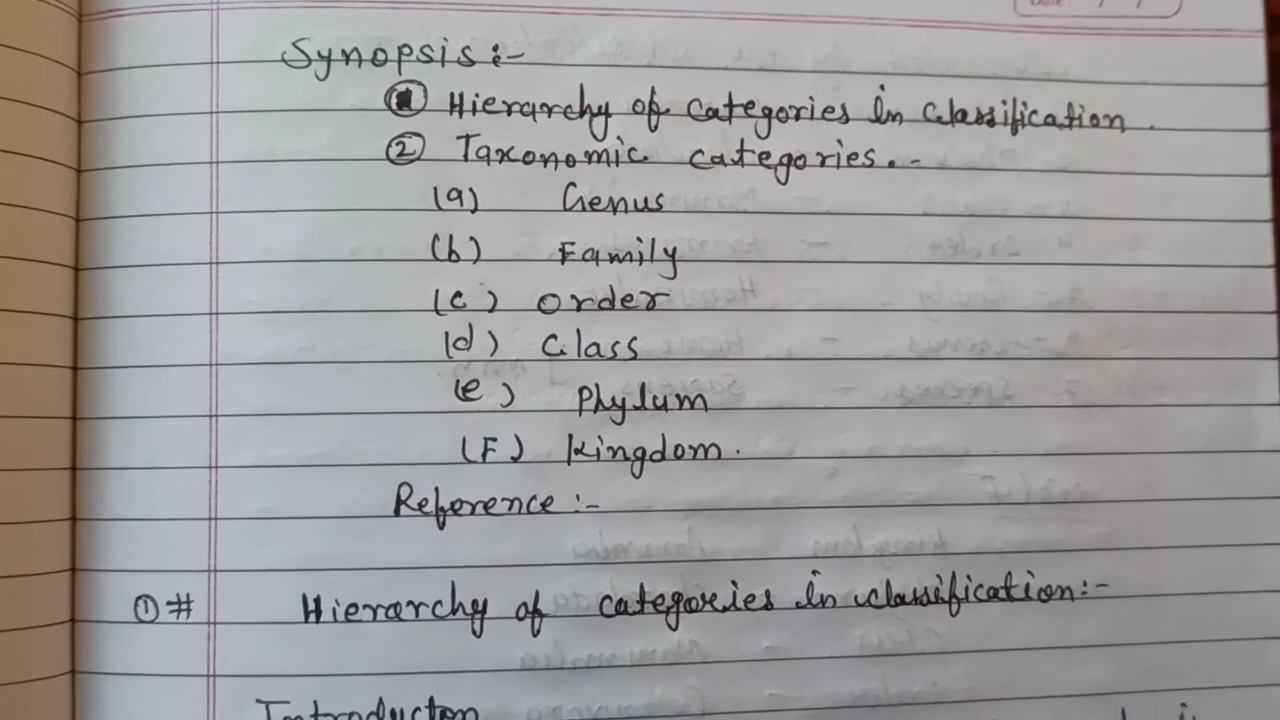 Synopsis :-
① Hierarchy of categories in classification.
② Taxonomic categories.-
(a) Genus
(b) Family
(c) order
(d) Class
(e) Phylum
(F) Kingdom.
Reference :-
① # Hierarchy of categories in classification:-
Introducton